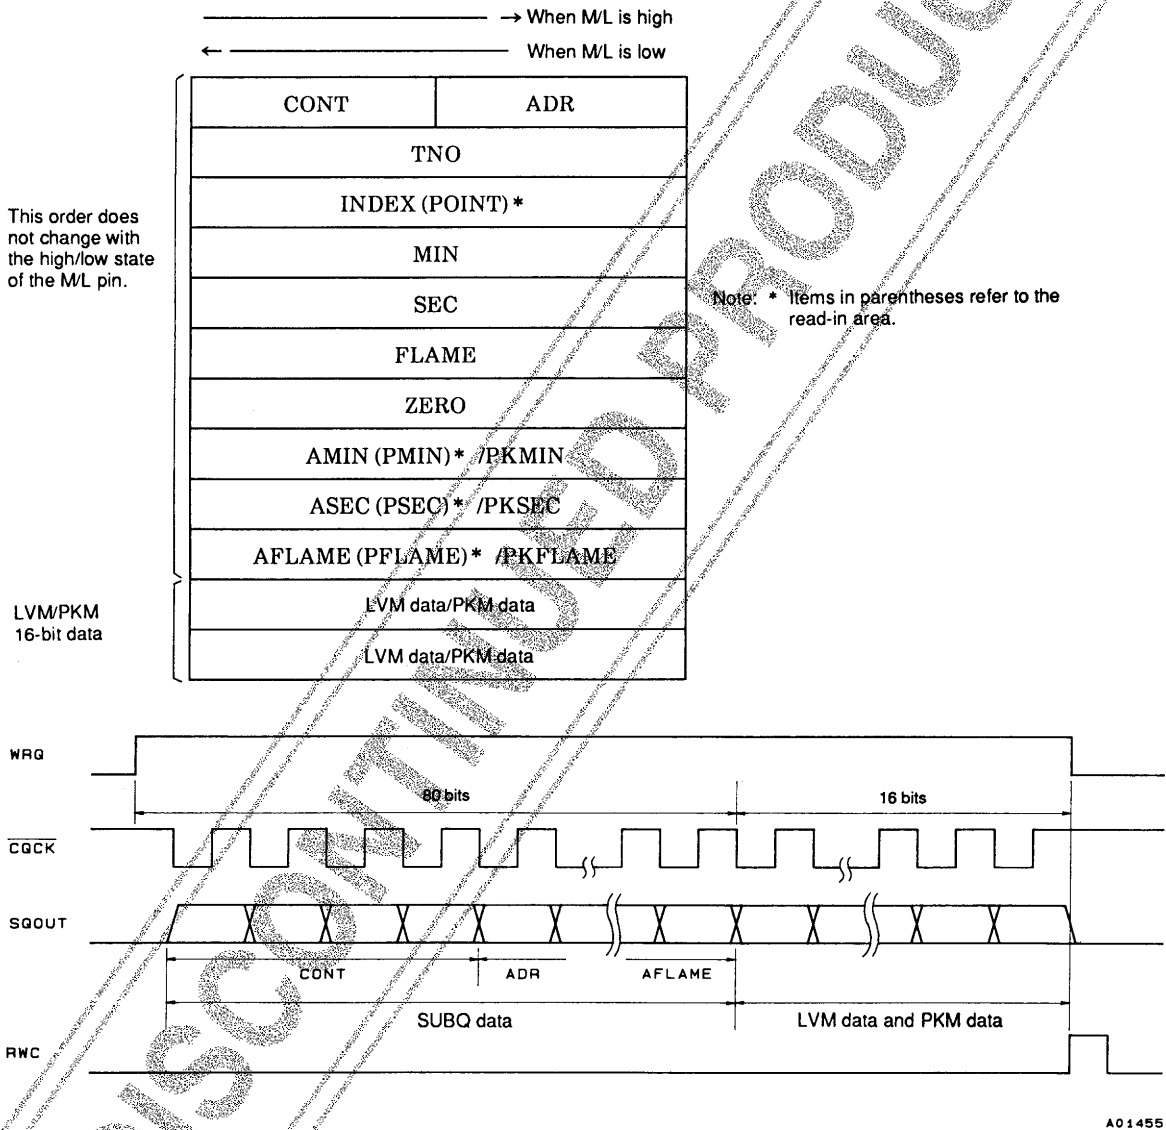 → When M/L is high
← When M/L is low
CONT ADR
TNO
INDEX (POINT) *
MIN
SEC
FLAME
ZERO
AMIN (PMIN) * /PKMIN
ASEC (PSEC) * /PKSEC
AFLAME (PFLAME) * /PKFLAME
LVM data/PKM data
LVM data/PKM data
This order does
not change with
the high/low state
of the M/L pin.
LVM/PKM
16-bit data
Note: * Items in parentheses refer to the
read-in area.
WRQ
80 bits 16 bits
CQCK
SQOUT
CONT ADR AFLAME
SUBQ data LVM data and PKM data
RWC
A01455
DISCONTINUED PRODUC